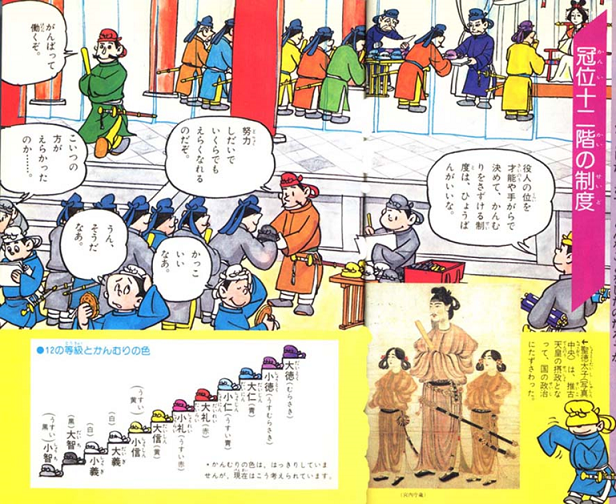 冠位十二階の制度
役人の位を
才能や手がらで
決めて、かんむ
りをさずける制
度は、ひょうば
んがいいな。
努力
しだいで
いくらでも
えらくなれる
のだぞ。
がんばって
働くぞ。
こいつの
方が
えらかった
のか……。
かっこ
いい
なあ。
うん、
そうだ
なあ。
←聖徳太子(写真
中央)は、推古
天皇の摂政とな
って、国の政治
にたずさわった。
(宮内庁蔵)
●12の等級とかんむりの色
大徳(むらさき)
小徳(うすむらさき)
大仁(青)
小仁(うすい青)
大礼(赤)
小礼(うすい赤)
大信(黄)
小信(うすい黄)
大義(白)
小義(白)
大智(黒)
小智(うすい黒)
・かんむりの色は、はっきりしていま
せんが、現在はこう考えられています。